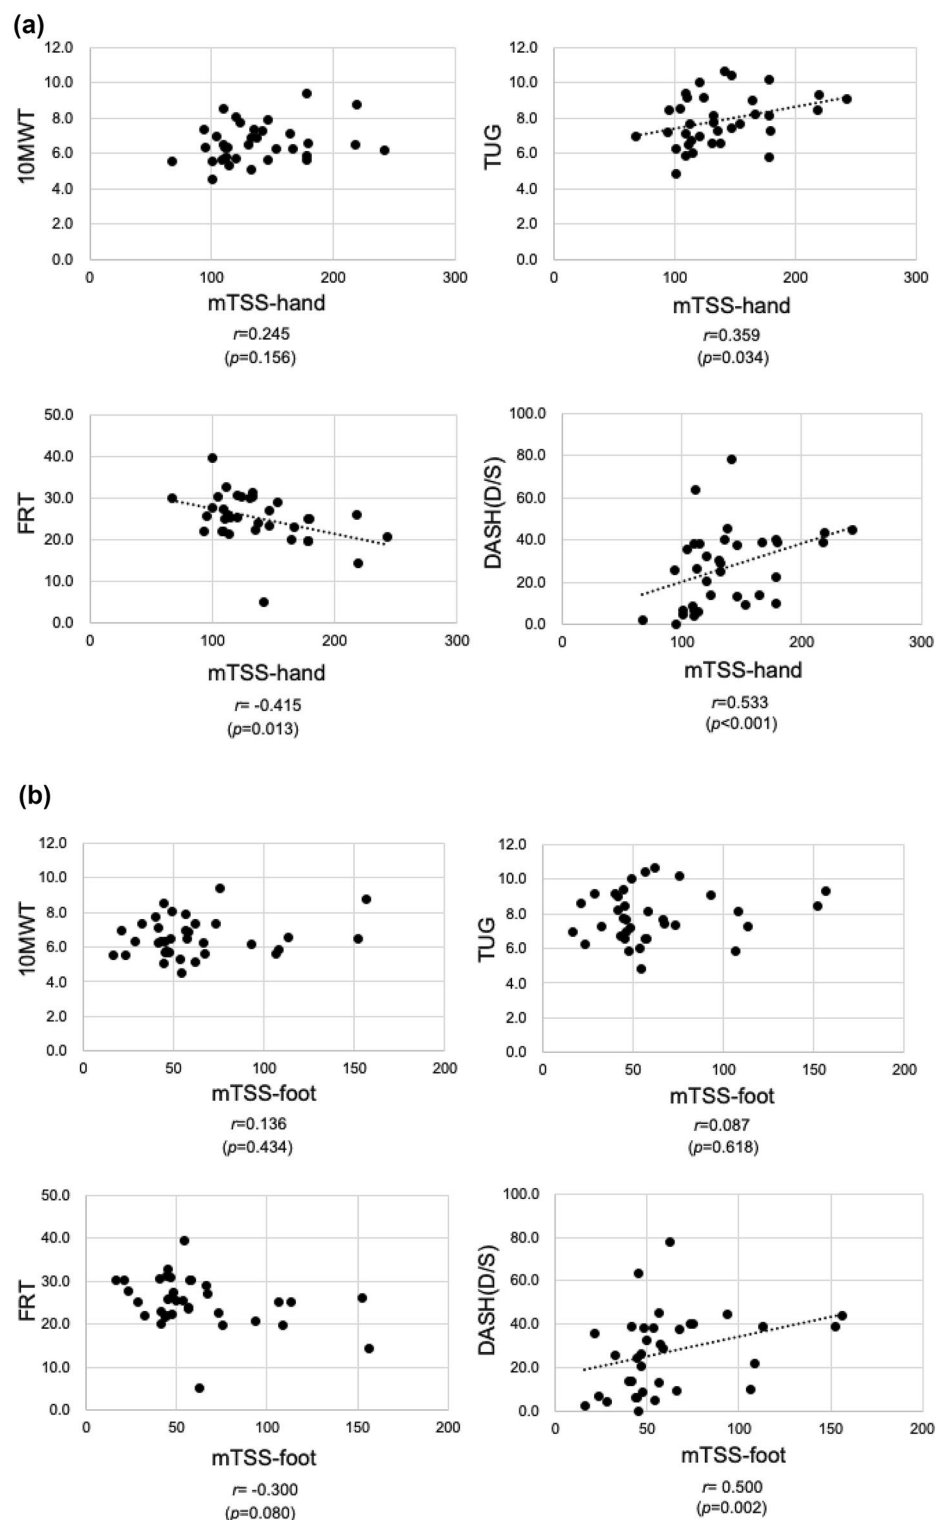 (a)
12.0 12.0
10.0 10.0
8.0 8.0
6.0 6.0
4.0 4.0
2.0 2.0
0.0 0.0
10MWT TUG
0 100 200 300 0 100 200 300
mTSS-hand mTSS-hand
r=0.245 r=0.359
(p=0.156) (p=0.034)
50.0 100.0
40.0 80.0
30.0 60.0
20.0 40.0
10.0 20.0
0.0 0.0
FRT DASH(D/S)
0 100 200 300 0 100 200 300
mTSS-hand mTSS-hand
r= -0.415 r=0.533
(p=0.013) (p<0.001)
(b)
12.0 12.0
10.0 10.0
8.0 8.0
6.0 6.0
4.0 4.0
2.0 2.0
0.0 0.0
10MWT TUG
0 50 100 150 200 0 50 100 150 200
mTSS-foot mTSS-foot
r=0.136 r=0.087
(p=0.434) (p=0.618)
50.0 100.0
40.0 80.0
30.0 60.0
20.0 40.0
10.0 20.0
0.0 0.0
FRT DASH(D/S)
0 50 100 150 200 0 50 100 150 200
mTSS-foot mTSS-foot
r= -0.300 r= 0.500
(p=0.080) (p=0.002)